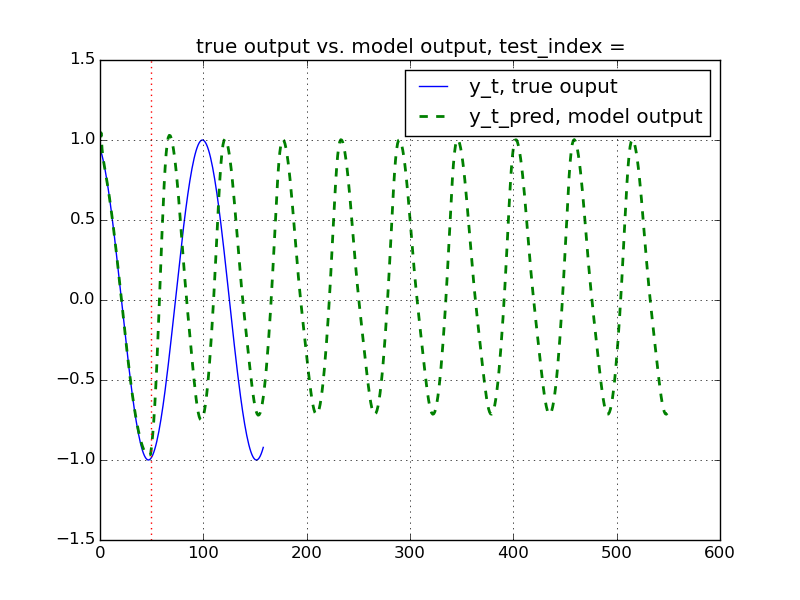 true output vs. model output, test_index =
y_t, true ouput
y_t_pred, model output
1.5
1.0
0.5
0.0
−0.5
−1.0
−1.5
0 100 200 300 400 500 600